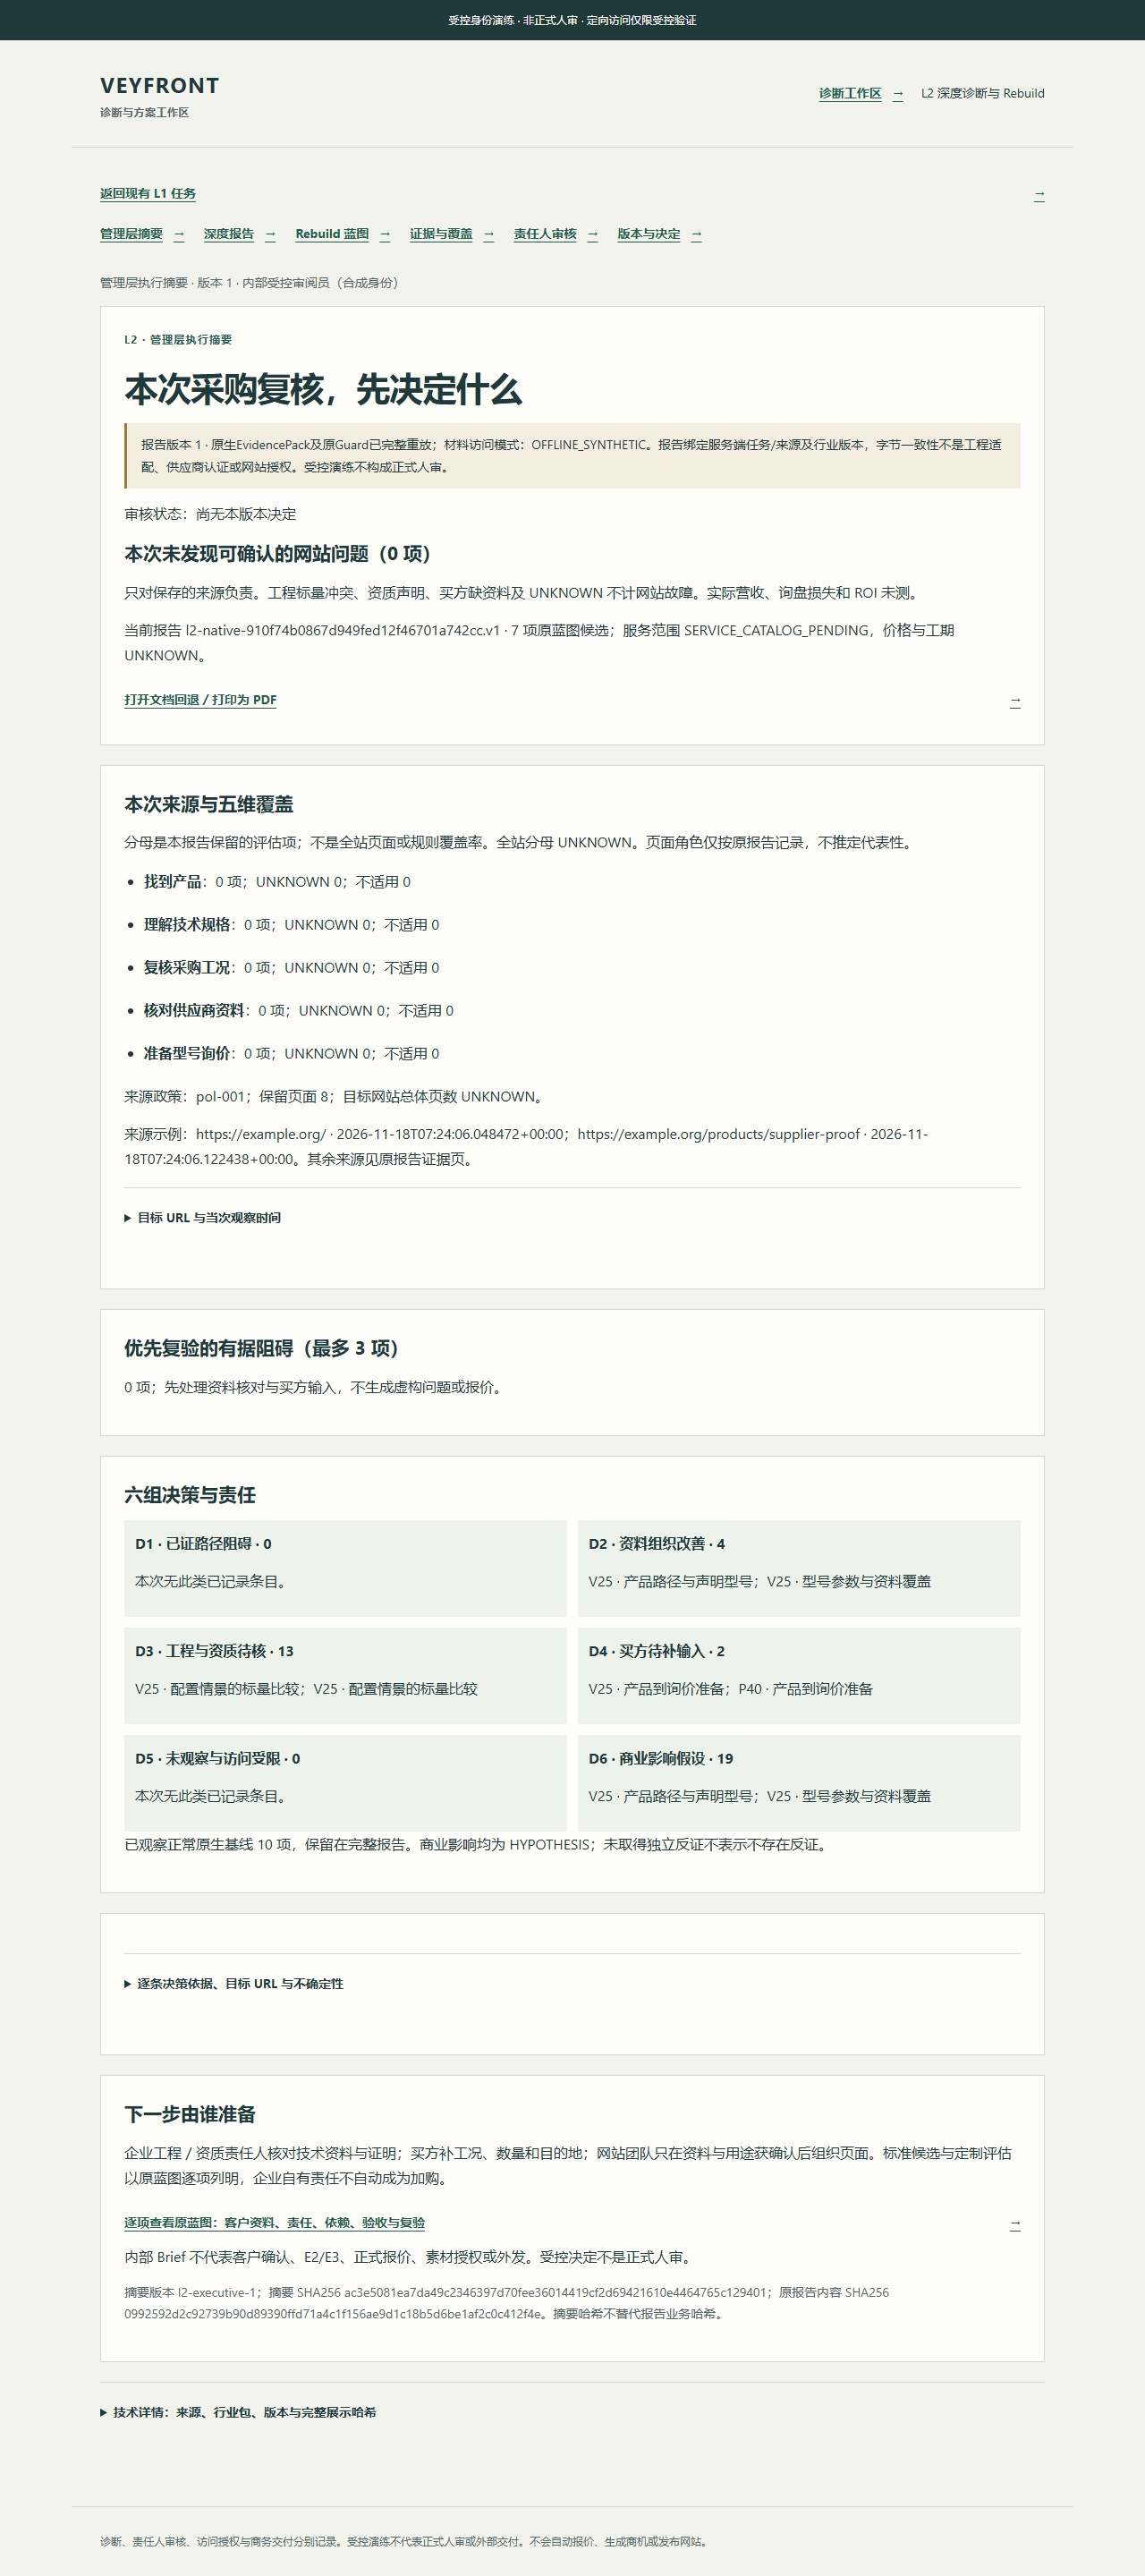 受控身份演练 · 非正式人审 · 定向访问仅限受控验证
VEYFRONT
诊断与方案工作区
诊断工作区 → L2 深度诊断与 Rebuild
返回现有 L1 任务 →
管理层摘要 → 深度报告 → Rebuild 蓝图 → 证据与覆盖 → 责任人审核 → 版本与决定 →
管理层执行摘要 · 版本 1 · 内部受控审阅员（合成身份）
L2 · 管理层执行摘要
本次采购复核，先决定什么
报告版本 1 · 原生EvidencePack及原Guard已完整重放；材料访问模式：OFFLINE_SYNTHETIC。报告绑定服务端任务/来源及行业版本，字节一致性不是工程适
配、供应商认证或网站授权。受控演练不构成正式人审。
审核状态：尚无本版本决定
本次未发现可确认的网站问题（0 项）
只对保存的来源负责。工程标量冲突、资质声明、买方缺资料及 UNKNOWN 不计网站故障。实际营收、询盘损失和 ROI 未测。
当前报告 l2-native-910f74b0867d949fed12f46701a742cc.v1 · 7 项原蓝图候选；服务范围 SERVICE_CATALOG_PENDING，价格与工期
UNKNOWN。
打开文档回退 / 打印为 PDF →
本次来源与五维覆盖
分母是本报告保留的评估项；不是全站页面或规则覆盖率。全站分母 UNKNOWN。页面角色仅按原报告记录，不推定代表性。
• 找到产品：0 项；UNKNOWN 0；不适用 0
• 理解技术规格：0 项；UNKNOWN 0；不适用 0
• 复核采购工况：0 项；UNKNOWN 0；不适用 0
• 核对供应商资料：0 项；UNKNOWN 0；不适用 0
• 准备型号询价：0 项；UNKNOWN 0；不适用 0
来源政策：pol-001；保留页面 8；目标网站总体页数 UNKNOWN。
来源示例：https://example.org/ · 2026-11-18T07:24:06.048472+00:00；https://example.org/products/supplier-proof · 2026-11-
18T07:24:06.122438+00:00。其余来源见原报告证据页。
▶ 目标 URL 与当次观察时间
优先复验的有据阻碍（最多 3 项）
0 项；先处理资料核对与买方输入，不生成虚构问题或报价。
六组决策与责任
D1 · 已证路径阻碍 · 0
本次无此类已记录条目。
D2 · 资料组织改善 · 4
V25 · 产品路径与声明型号；V25 · 型号参数与资料覆盖
D3 · 工程与资质待核 · 13
V25 · 配置情景的标量比较；V25 · 配置情景的标量比较
D4 · 买方待补输入 · 2
V25 · 产品到询价准备；P40 · 产品到询价准备
D5 · 未观察与访问受限 · 0
本次无此类已记录条目。
D6 · 商业影响假设 · 19
V25 · 产品路径与声明型号；V25 · 型号参数与资料覆盖
已观察正常原生基线 10 项，保留在完整报告。商业影响均为 HYPOTHESIS；未取得独立反证不表示不存在反证。
▶ 逐条决策依据、目标 URL 与不确定性
下一步由谁准备
企业工程 / 资质责任人核对技术资料与证明；买方补工况、数量和目的地；网站团队只在资料与用途获确认后组织页面。标准候选与定制评估
以原蓝图逐项列明，企业自有责任不自动成为加购。
逐项查看原蓝图：客户资料、责任、依赖、验收与复验 →
内部 Brief 不代表客户确认、E2/E3、正式报价、素材授权或外发。受控决定不是正式人审。
摘要版本 l2-executive-1；摘要 SHA256 ac3e5081ea7da49c2346397d70fee36014419cf2d69421610e4464765c129401；原报告内容 SHA256
0992592d2c92739b90d89390ffd71a4c1f156ae9d1c18b5d6be1af2c0c412f4e。摘要哈希不替代报告业务哈希。
▶ 技术详情：来源、行业包、版本与完整展示哈希
诊断、责任人审核、访问授权与商务交付分别记录。受控演练不代表正式人审或外部交付。不会自动报价、生成商机或发布网站。